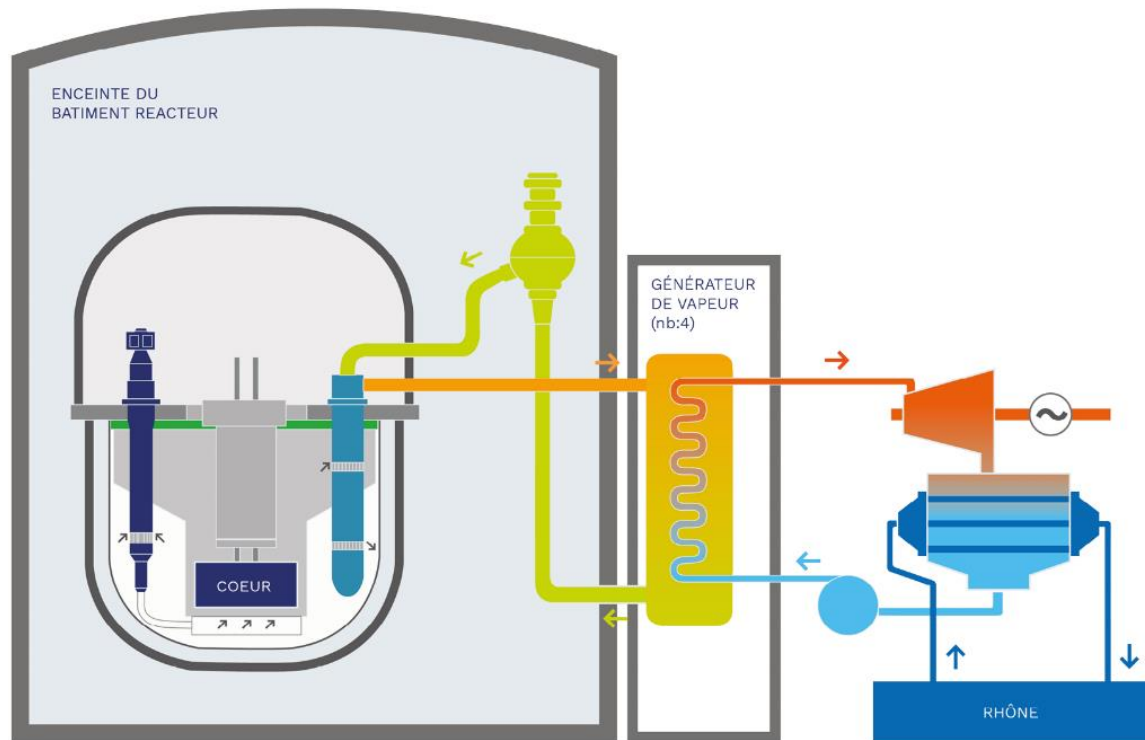 ENCEINTE DU
BATIMENT REACTEUR
GÉNÉRATEUR
DE VAPEUR
(nb:4)
COEUR
RHÔNE